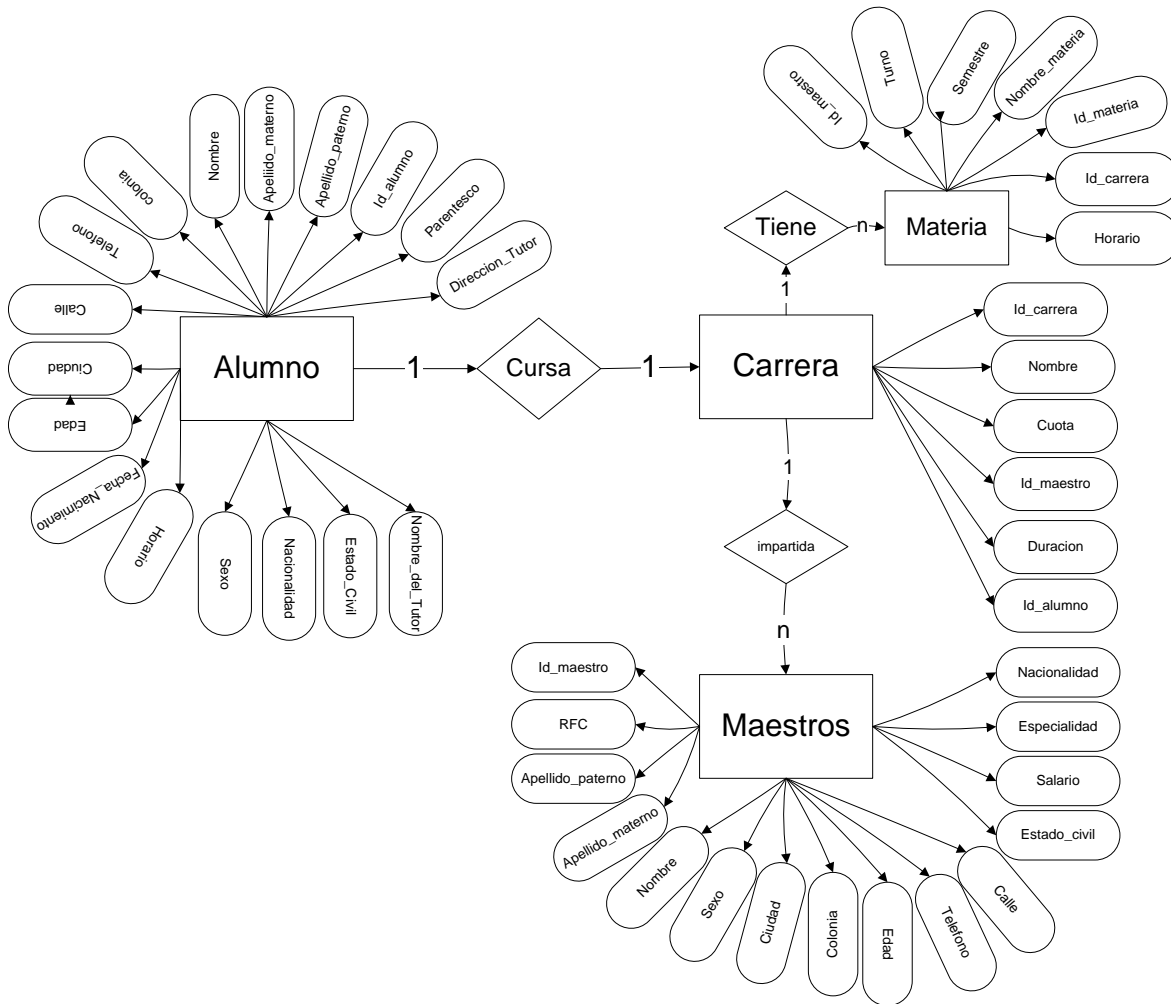 Id_maestro
Turno
Semestre
Nombre_materia
Id_materia
Id_carrera
Horario
Tiene
n
Materia
1
Telefono
colonia
Nombre
Apeliido_materno
Apellido_paterno
Id_alumno
Parentesco
Direccion_Tutor
Calle
Ciudad
Edad
Fecha_Nacimiento
Horario
Alumno
1
Cursa
1
Carrera
Id_carrera
Nombre
Cuota
Id_maestro
Duracion
Id_alumno
Sexo
Nacionalidad
Estado_Civil
Nombre_del_Tutor
1
impartida
n
Id_maestro
RFC
Apellido_paterno
Apellido_materno
Maestros
Nacionalidad
Especialidad
Salario
Estado_civil
Nombre
Sexo
Ciudad
Colonia
Edad
Telefono
Calle